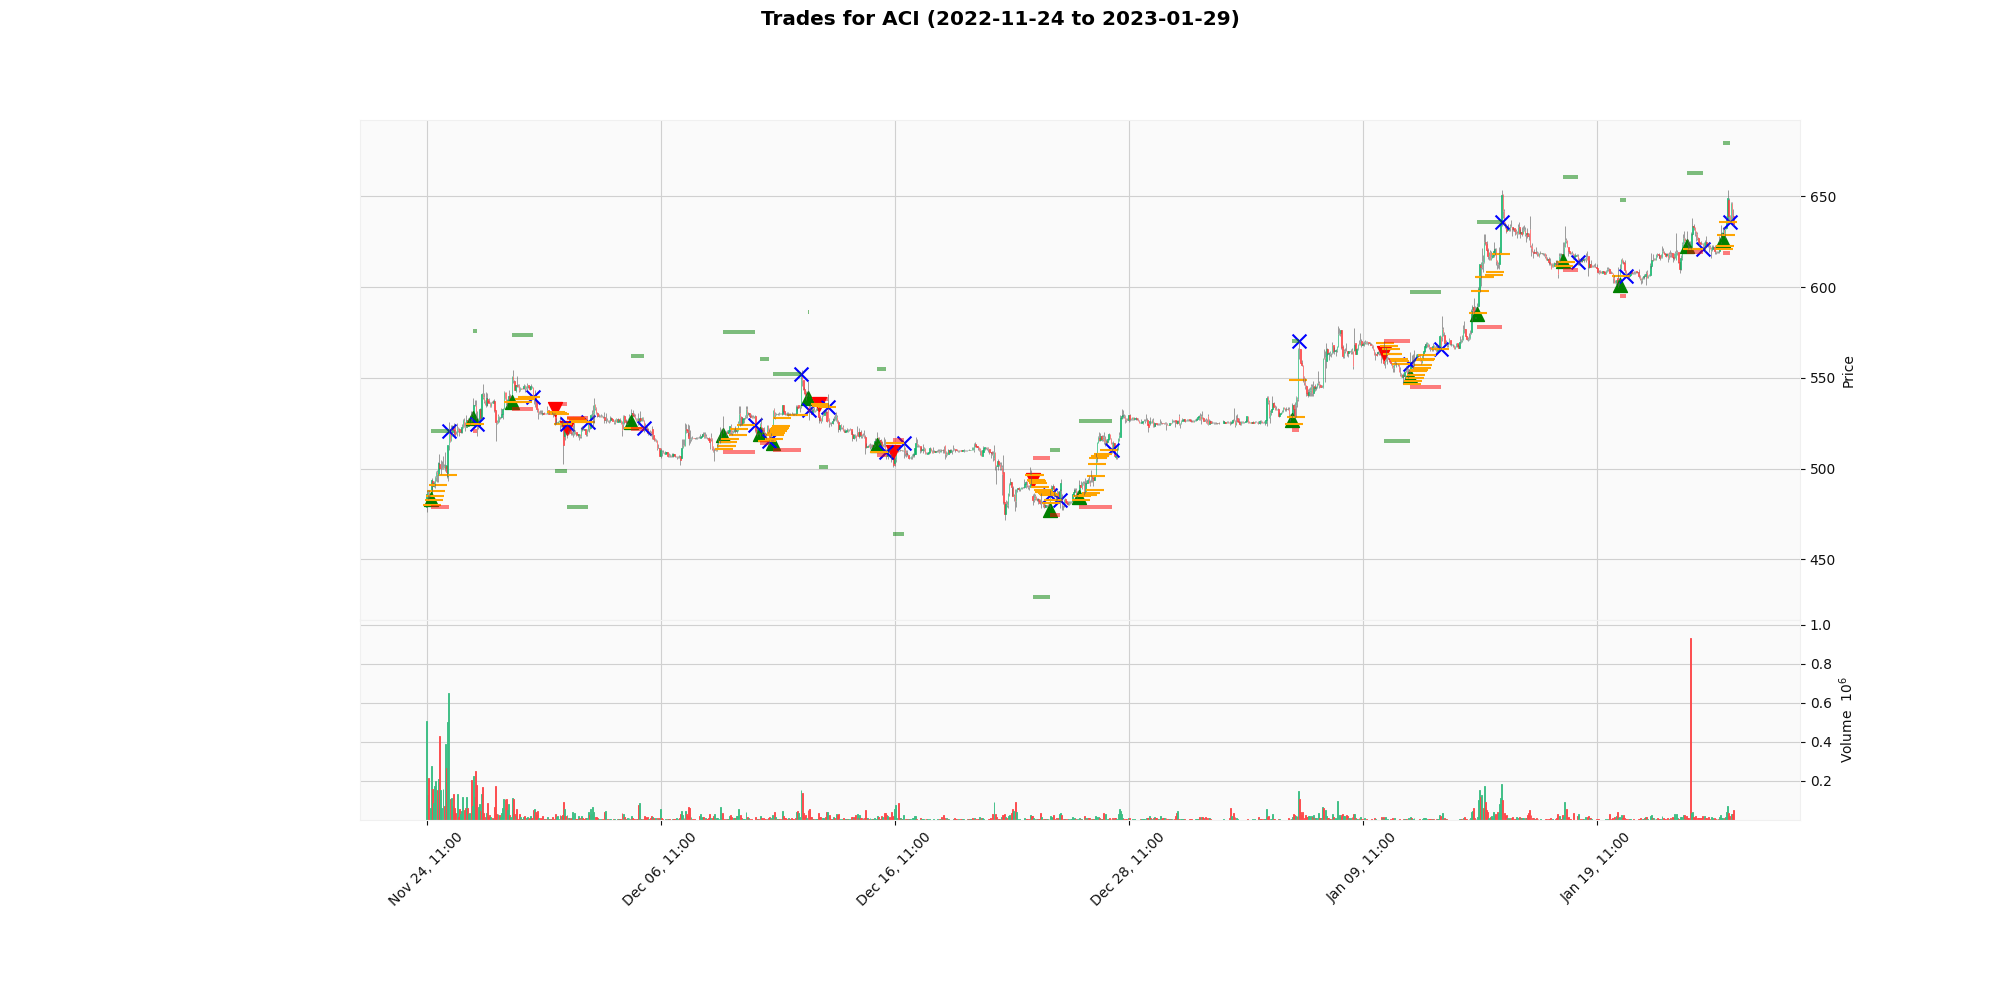 Trades for ACI (2022-11-24 to 2023-01-29)
650
600
550
500
450
Price
1.0
0.8
0.6
0.4
0.2
Volume 10⁶
Nov 24, 11:00
Dec 06, 11:00
Dec 16, 11:00
Dec 28, 11:00
Jan 09, 11:00
Jan 19, 11:00